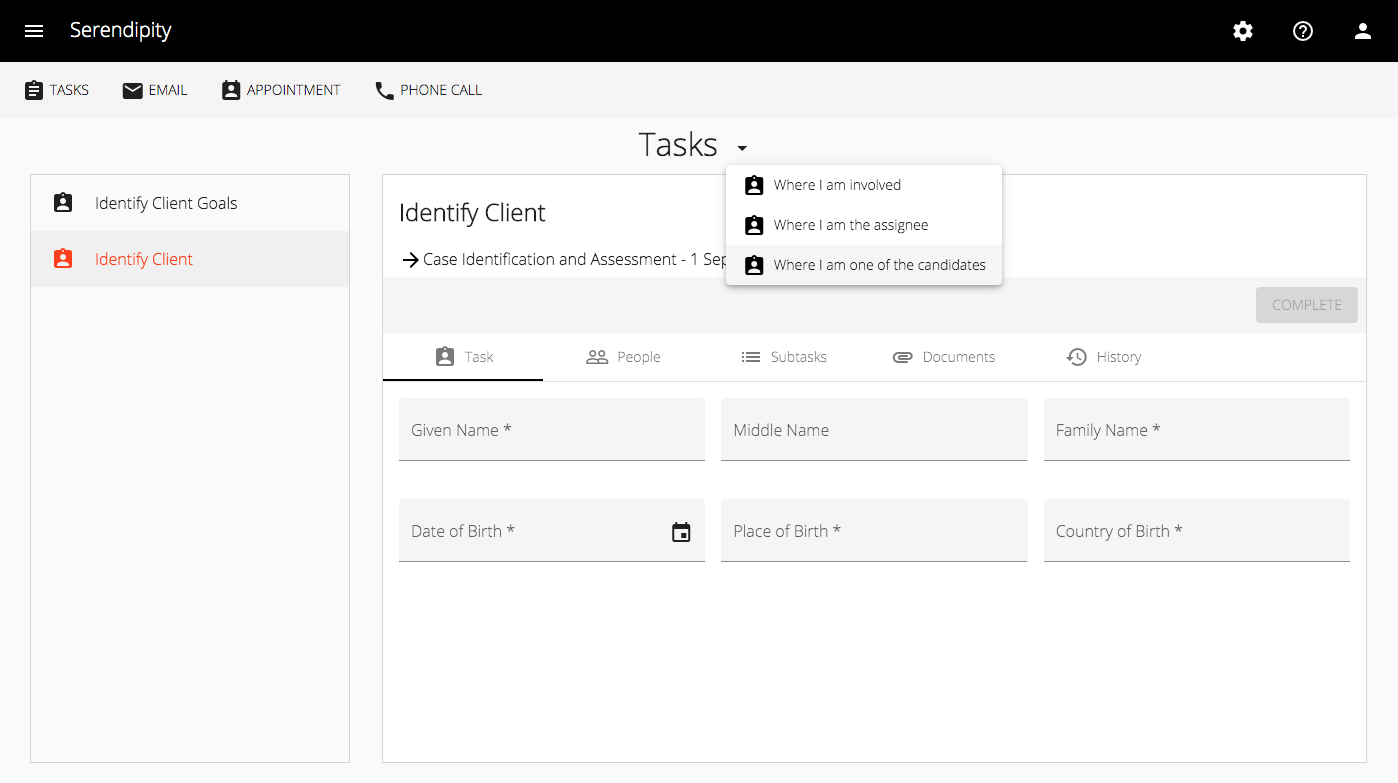 Serendipity
TASKS
EMAIL
APPOINTMENT
PHONE CALL
Tasks
Where I am involved
Where I am the assignee
Where I am one of the candidates
Identify Client Goals
Identify Client
Identify Client
Case Identification and Assessment - 1 Sep
COMPLETE
Task
People
Subtasks
Documents
History
Given Name *
Middle Name
Family Name *
Date of Birth *
Place of Birth *
Country of Birth *